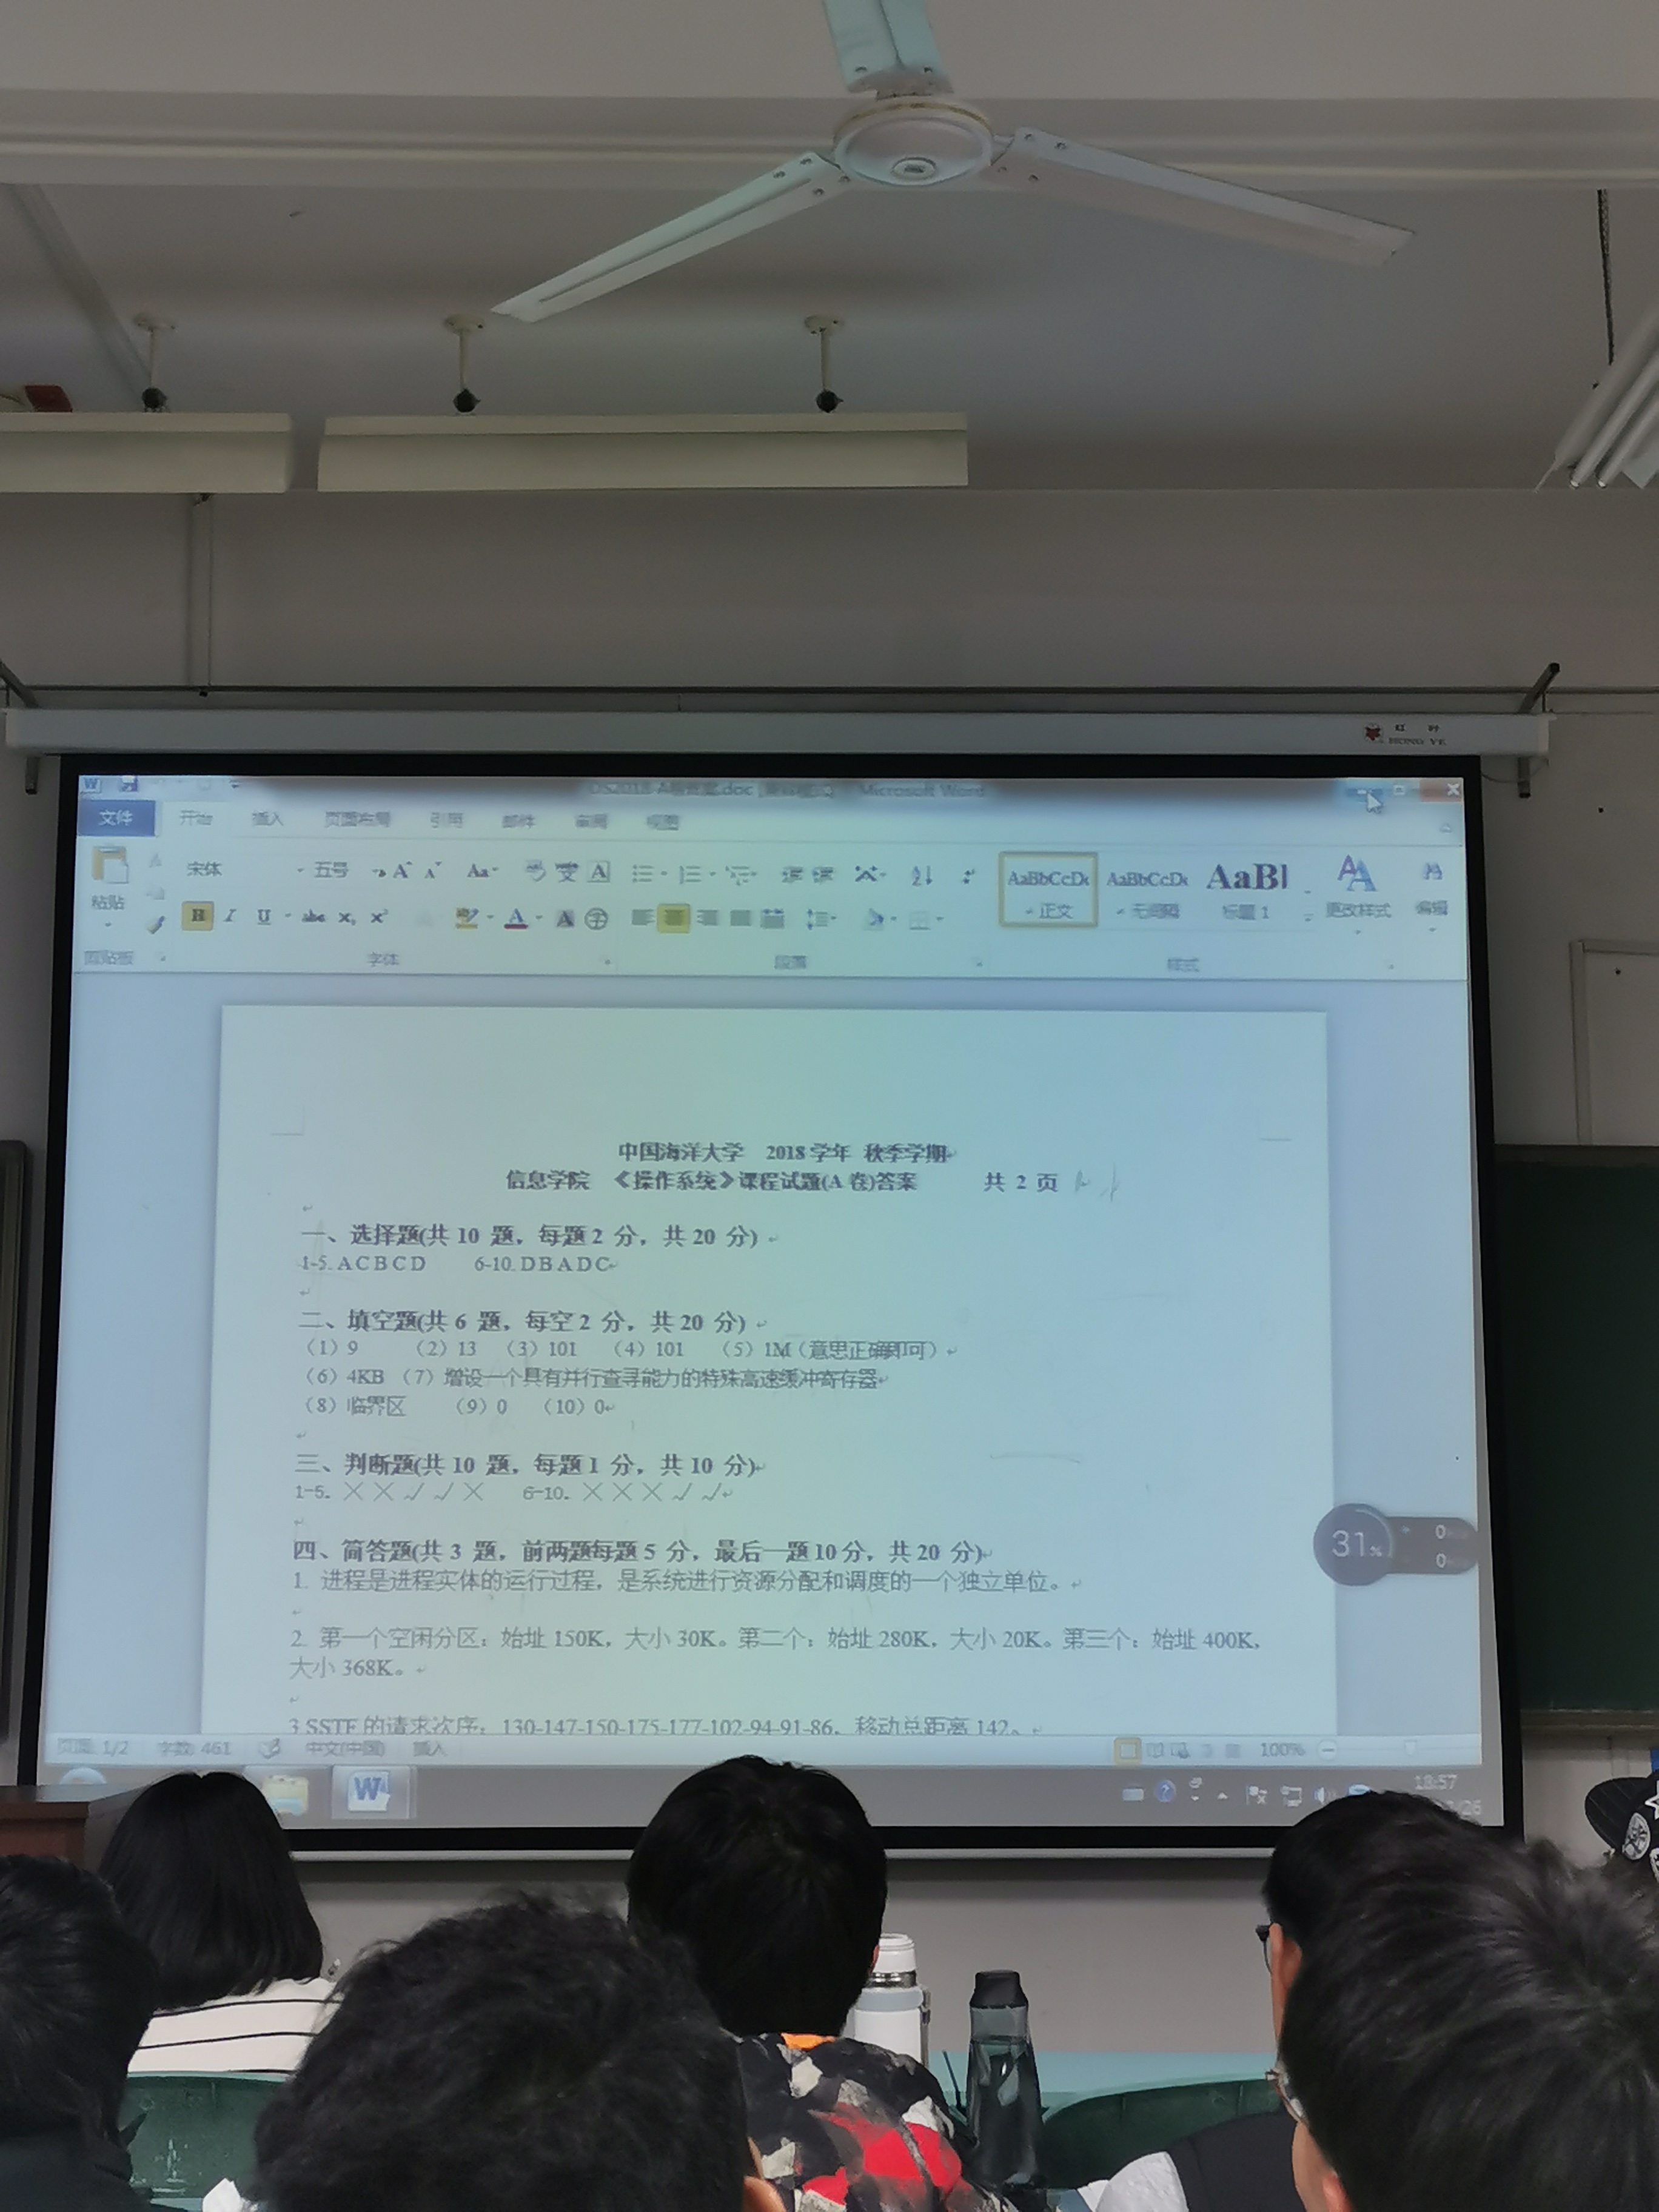 红叶
HONG YE
Microsoft Word
文件 开始 插入 页面布局 引用 邮件 审阅 视图
宋体 五号
粘贴
AaBbCcDc AaBbCcDc AaBl
正文 无间隔 标题 1 更改样式 编辑
剪贴板 字体 段落 样式
中国海洋大学 2018 学年 秋季学期
信息学院 《操作系统》课程试题(A 卷)答案 共 2 页
一、选择题(共 10 题，每题 2 分，共 20 分)
1-5. A C B C D 6-10. D B A D C
二、填空题(共 6 题，每空 2 分，共 20 分)
（1）9 （2）13 （3）101 （4）101 （5）1M（意思正确即可）
（6）4KB （7）增设一个具有并行查寻能力的特殊高速缓冲寄存器
（8）临界区 （9）0 （10）0
三、判断题(共 10 题，每题 1 分，共 10 分)
1-5. ╳ ╳ √ √ ╳ 6-10. ╳ ╳ ╳ √ √
四、简答题(共 3 题，前两题每题 5 分，最后一题 10 分，共 20 分)
1. 进程是进程实体的运行过程，是系统进行资源分配和调度的一个独立单位。
2. 第一个空闲分区：始址 150K，大小 30K。第二个：始址 280K，大小 20K。第三个：始址 400K，
大小 368K。
3 SSTF 的请求次序：130-147-150-175-177-102-94-91-86，移动总距离 142。
31%
页面: 1/2 字数: 461 中文(中国) 插入 100%
18:57